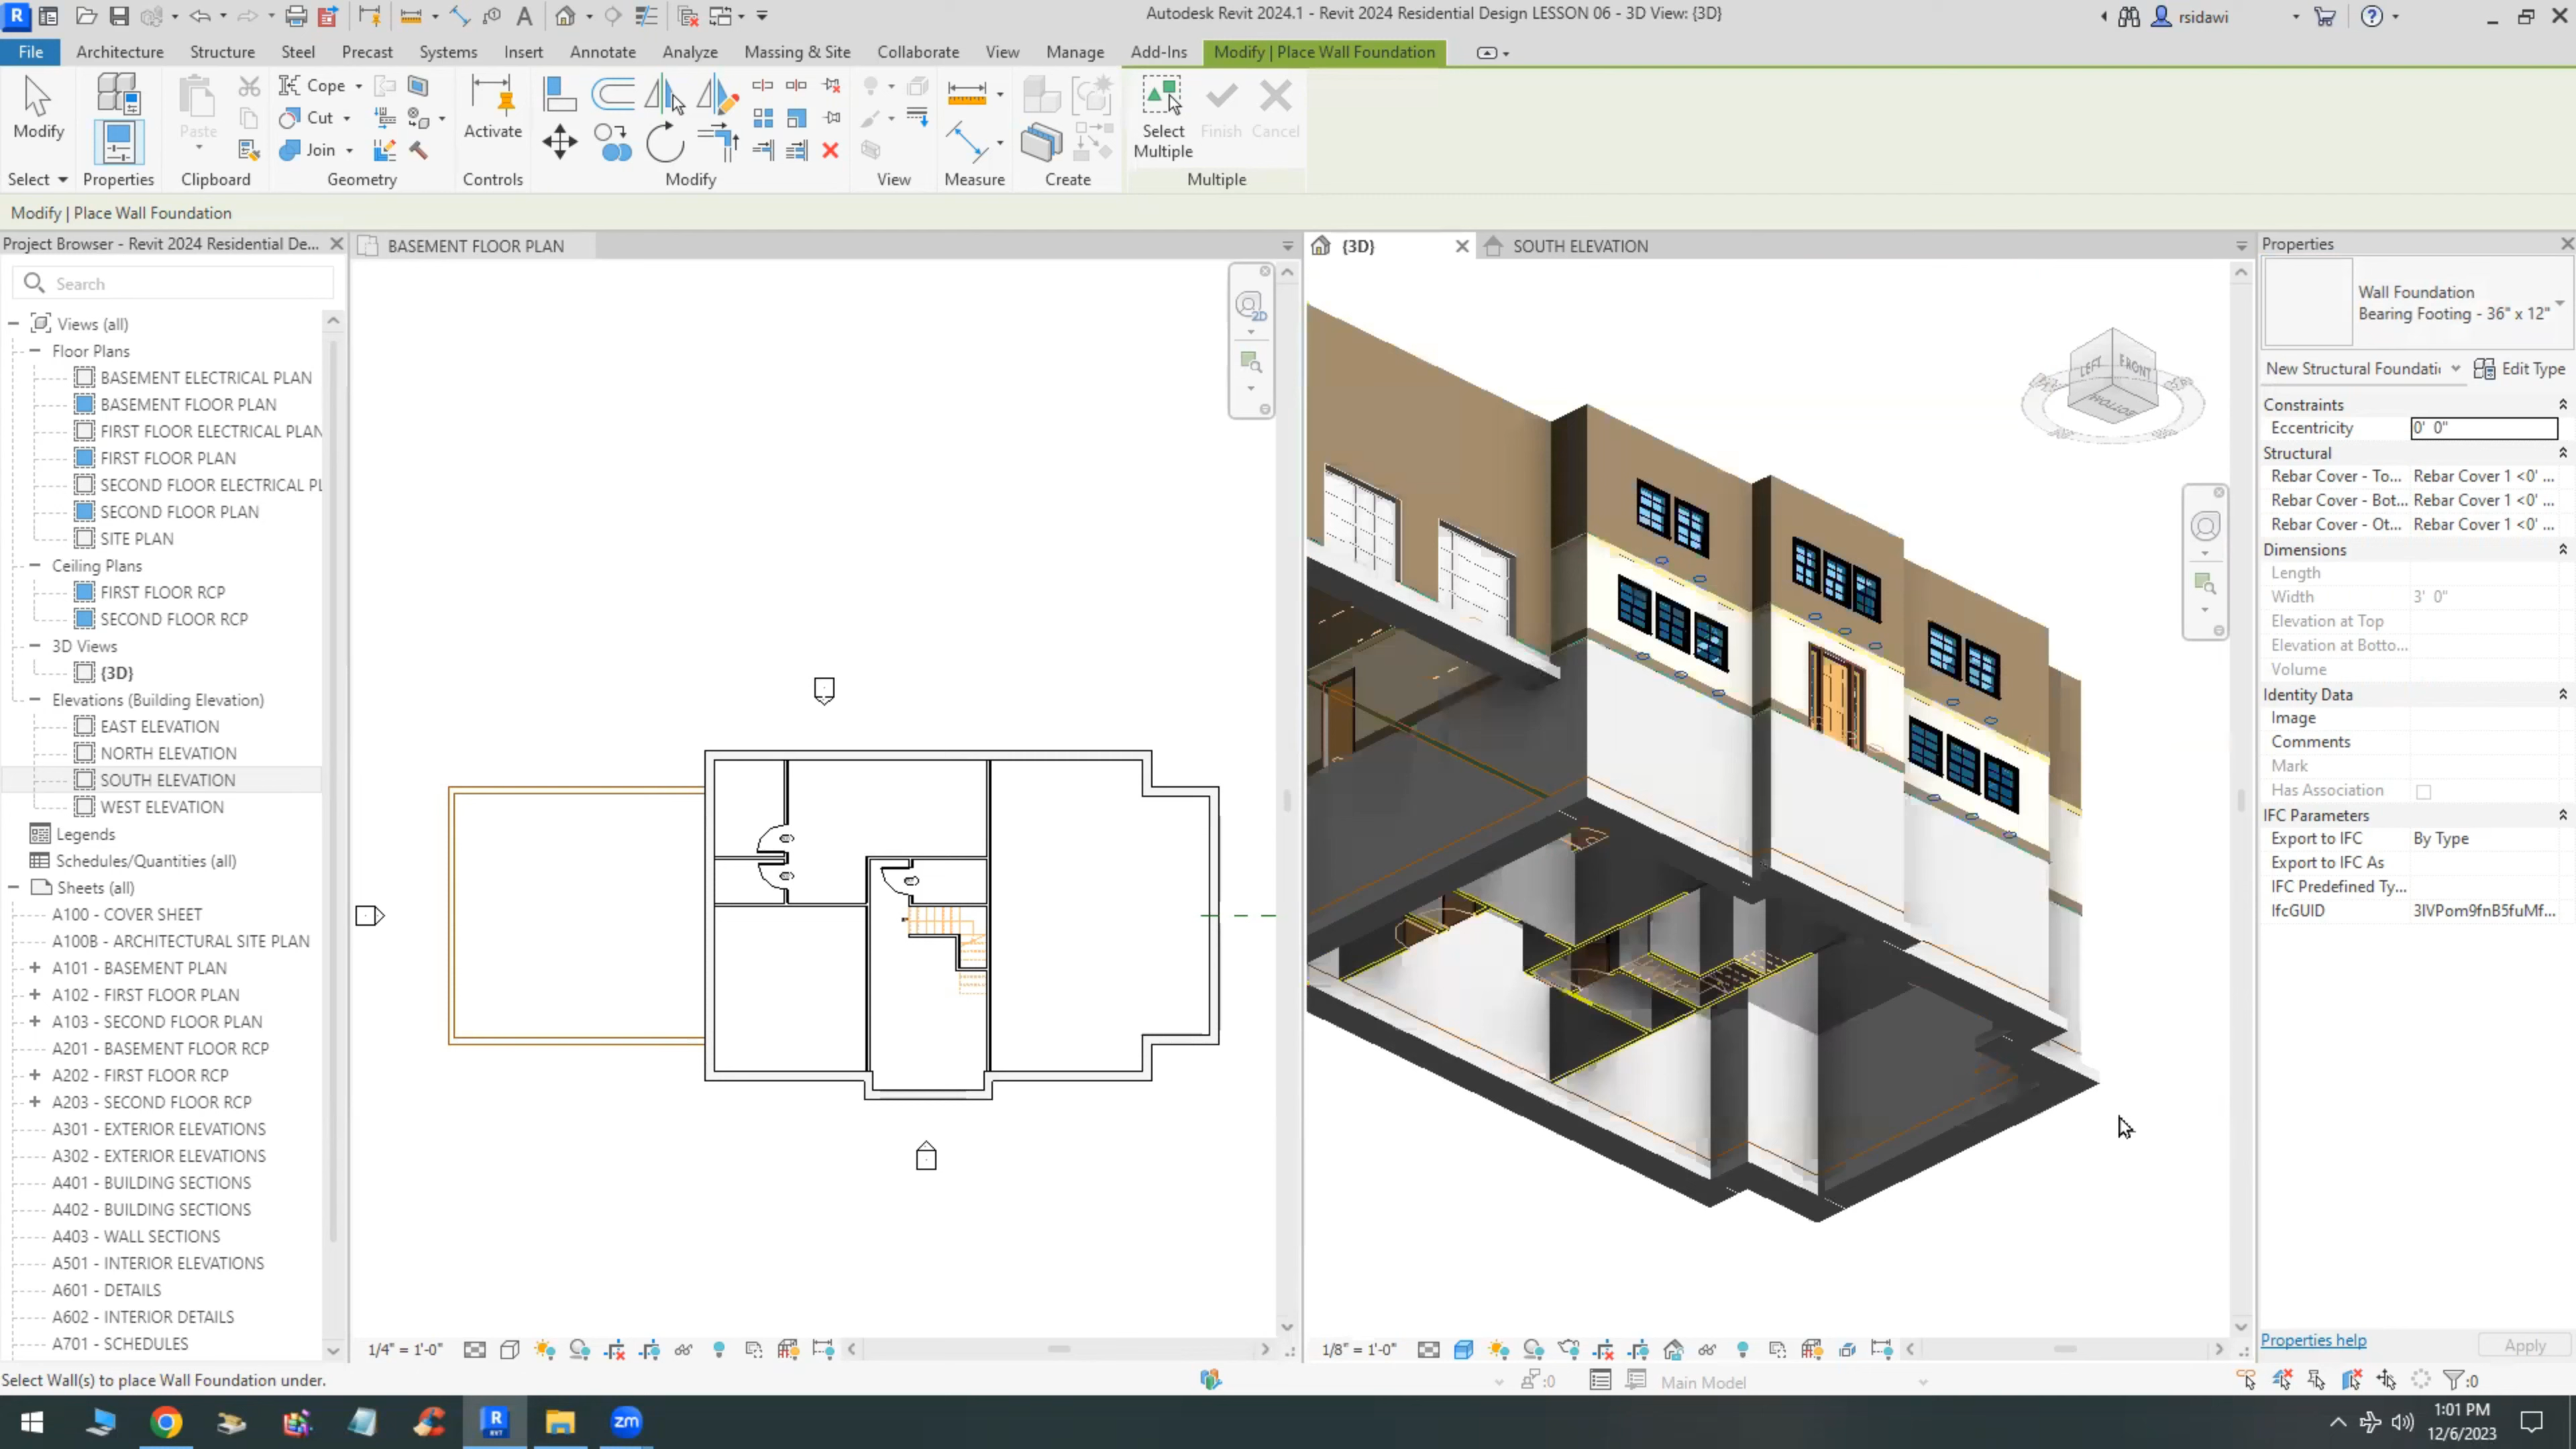 Autodesk Revit 2024.1 - Revit 2024 Residential Design LESSON 06 - 3D View: {3D}
rsidawi
File Architecture Structure Steel Precast Systems Insert Annotate Analyze Massing & Site Collaborate View Manage Add-Ins Modify | Place Wall Foundation
Modify Paste Cope Cut Join Activate Select Multiple Finish Cancel
Select Properties Clipboard Geometry Controls Modify View Measure Create Multiple
Modify | Place Wall Foundation
Project Browser - Revit 2024 Residential De...
Search
Views (all)
Floor Plans
BASEMENT ELECTRICAL PLAN
BASEMENT FLOOR PLAN
FIRST FLOOR ELECTRICAL PLAN
FIRST FLOOR PLAN
SECOND FLOOR ELECTRICAL PL
SECOND FLOOR PLAN
SITE PLAN
Ceiling Plans
FIRST FLOOR RCP
SECOND FLOOR RCP
3D Views
{3D}
Elevations (Building Elevation)
EAST ELEVATION
NORTH ELEVATION
SOUTH ELEVATION
WEST ELEVATION
Legends
Schedules/Quantities (all)
Sheets (all)
A100 - COVER SHEET
A100B - ARCHITECTURAL SITE PLAN
A101 - BASEMENT PLAN
A102 - FIRST FLOOR PLAN
A103 - SECOND FLOOR PLAN
A201 - BASEMENT FLOOR RCP
A202 - FIRST FLOOR RCP
A203 - SECOND FLOOR RCP
A301 - EXTERIOR ELEVATIONS
A302 - EXTERIOR ELEVATIONS
A401 - BUILDING SECTIONS
A402 - BUILDING SECTIONS
A403 - WALL SECTIONS
A501 - INTERIOR ELEVATIONS
A601 - DETAILS
A602 - INTERIOR DETAILS
A701 - SCHEDULES
BASEMENT FLOOR PLAN
2D
1/4" = 1'-0"
{3D} SOUTH ELEVATION
LEFT FRONT
BOTTOM
1/8" = 1'-0"
Properties
Wall Foundation
Bearing Footing - 36" x 12"
New Structural Foundati Edit Type
Constraints
Eccentricity 0' 0"
Structural
Rebar Cover - To... Rebar Cover 1 <0' ...
Rebar Cover - Bot... Rebar Cover 1 <0' ...
Rebar Cover - Ot... Rebar Cover 1 <0' ...
Dimensions
Length
Width 3' 0"
Elevation at Top
Elevation at Botto...
Volume
Identity Data
Image
Comments
Mark
Has Association
IFC Parameters
Export to IFC By Type
Export to IFC As
IFC Predefined Ty...
IfcGUID 3IVPom9fnB5fuMf...
Properties help Apply
Select Wall(s) to place Wall Foundation under.
:0 Main Model :0
R RVT zm
1:01 PM
12/6/2023